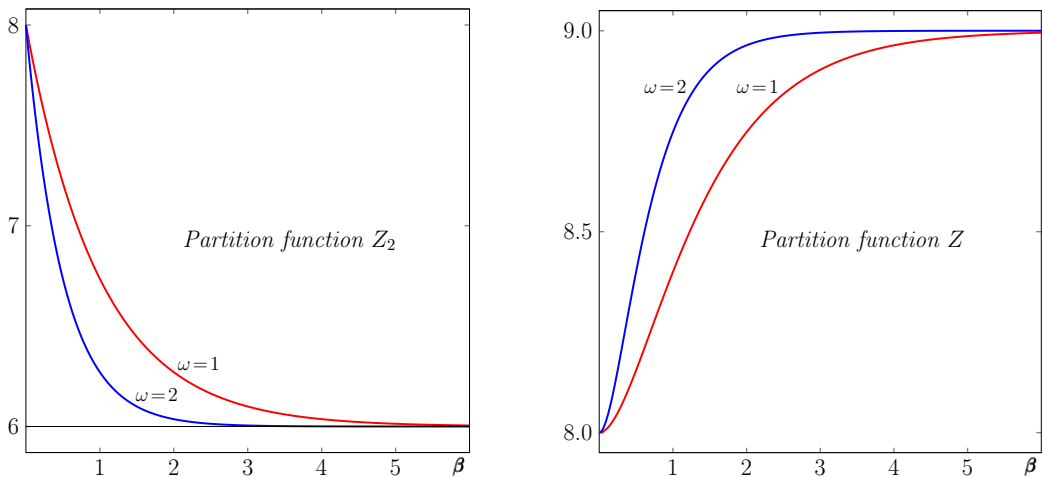 8
7
6
Partition function Z₂
ω=1
ω=2
1 2 3 4 5 β
9.0
8.5
8.0
ω=2 ω=1
Partition function Z
1 2 3 4 5 β